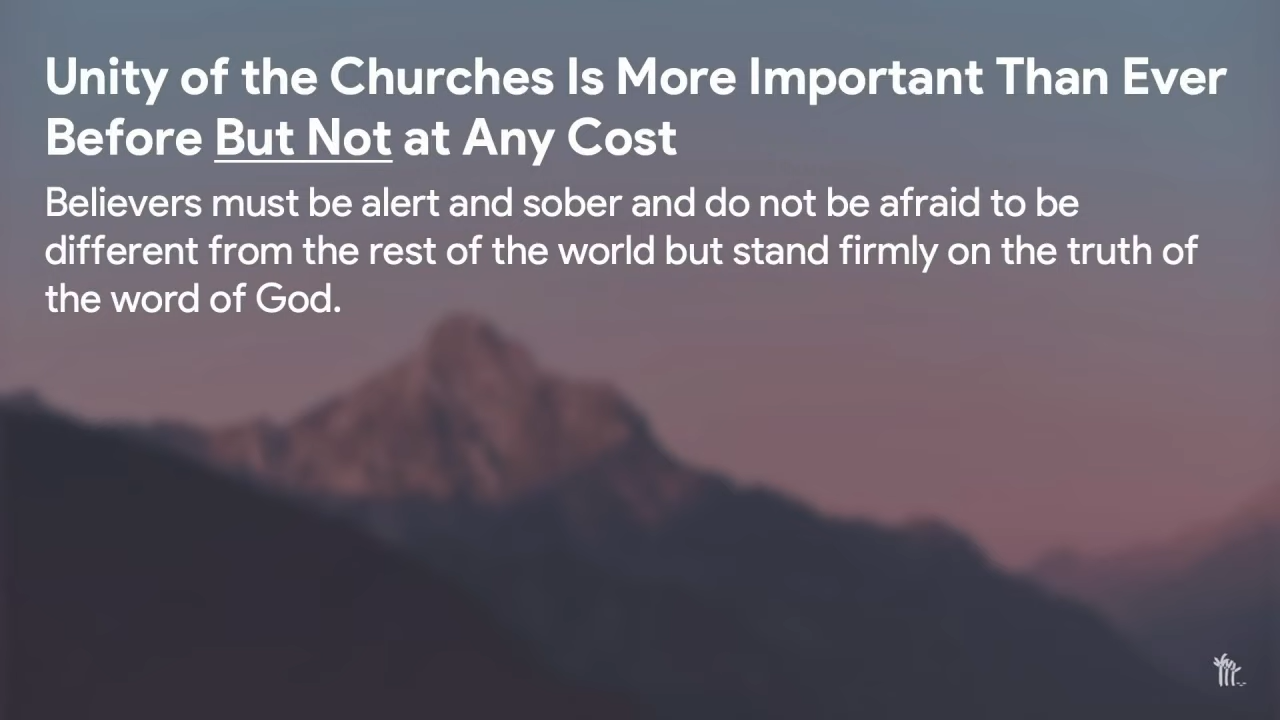 Unity of the Churches Is More Important Than Ever
Before But Not at Any Cost
Believers must be alert and sober and do not be afraid to be
different from the rest of the world but stand firmly on the truth of
the word of God.